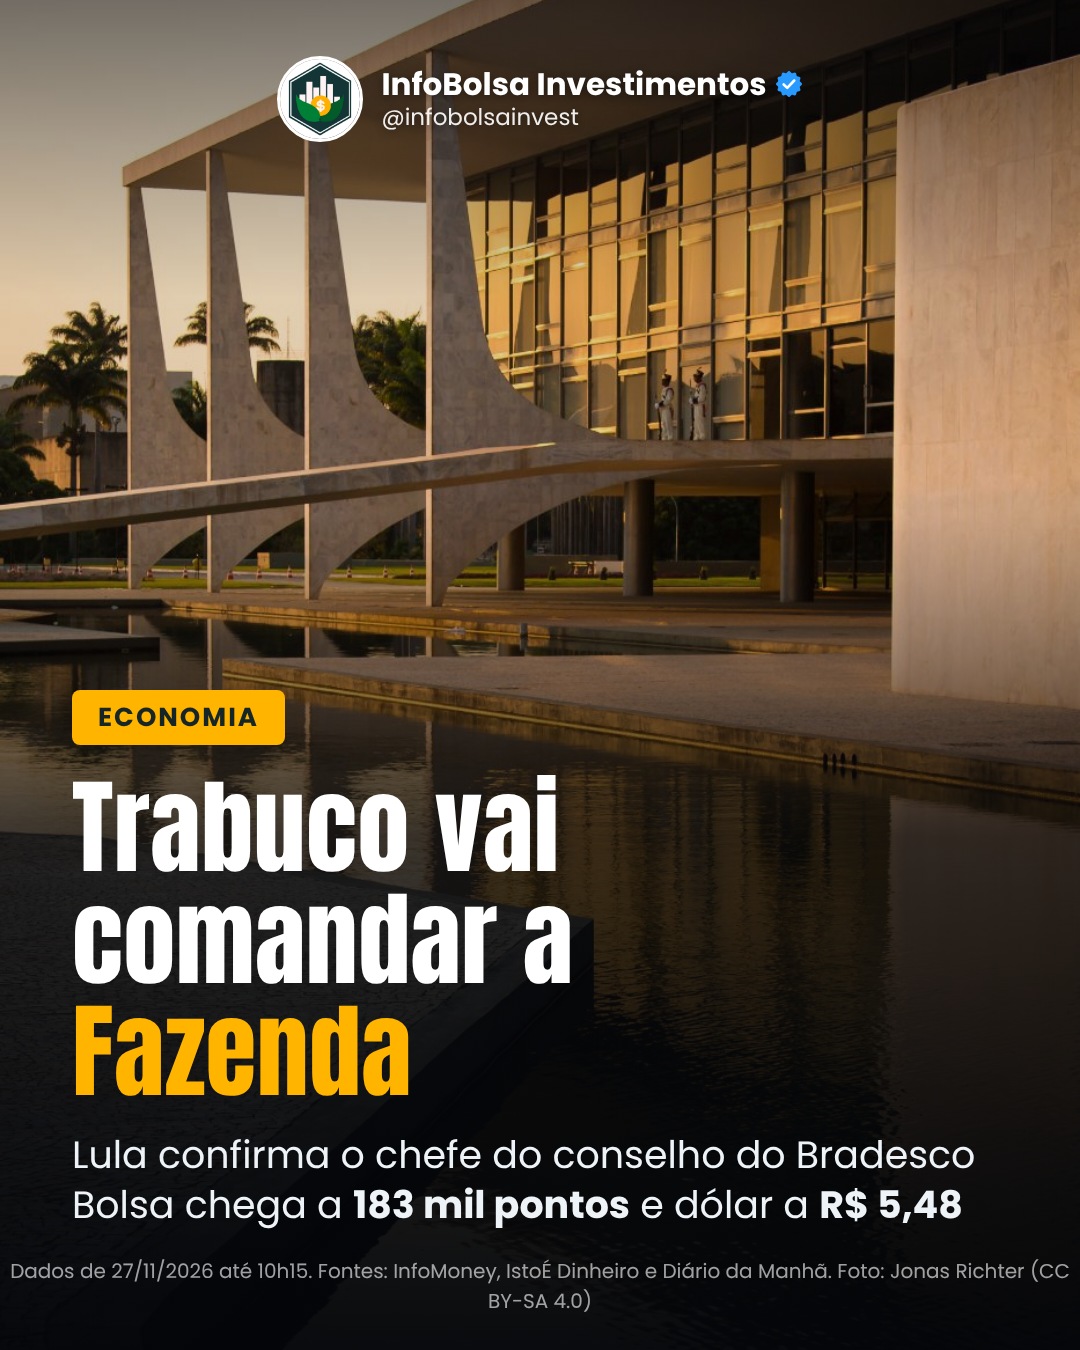 InfoBolsa Investimentos
@infobolsainvest
ECONOMIA
Trabuco vai
comandar a
Fazenda
Lula confirma o chefe do conselho do Bradesco
Bolsa chega a 183 mil pontos e dólar a R$ 5,48
Dados de 27/11/2026 até 10h15. Fontes: InfoMoney, IstoÉ Dinheiro e Diário da Manhã. Foto: Jonas Richter (CC
BY-SA 4.0)